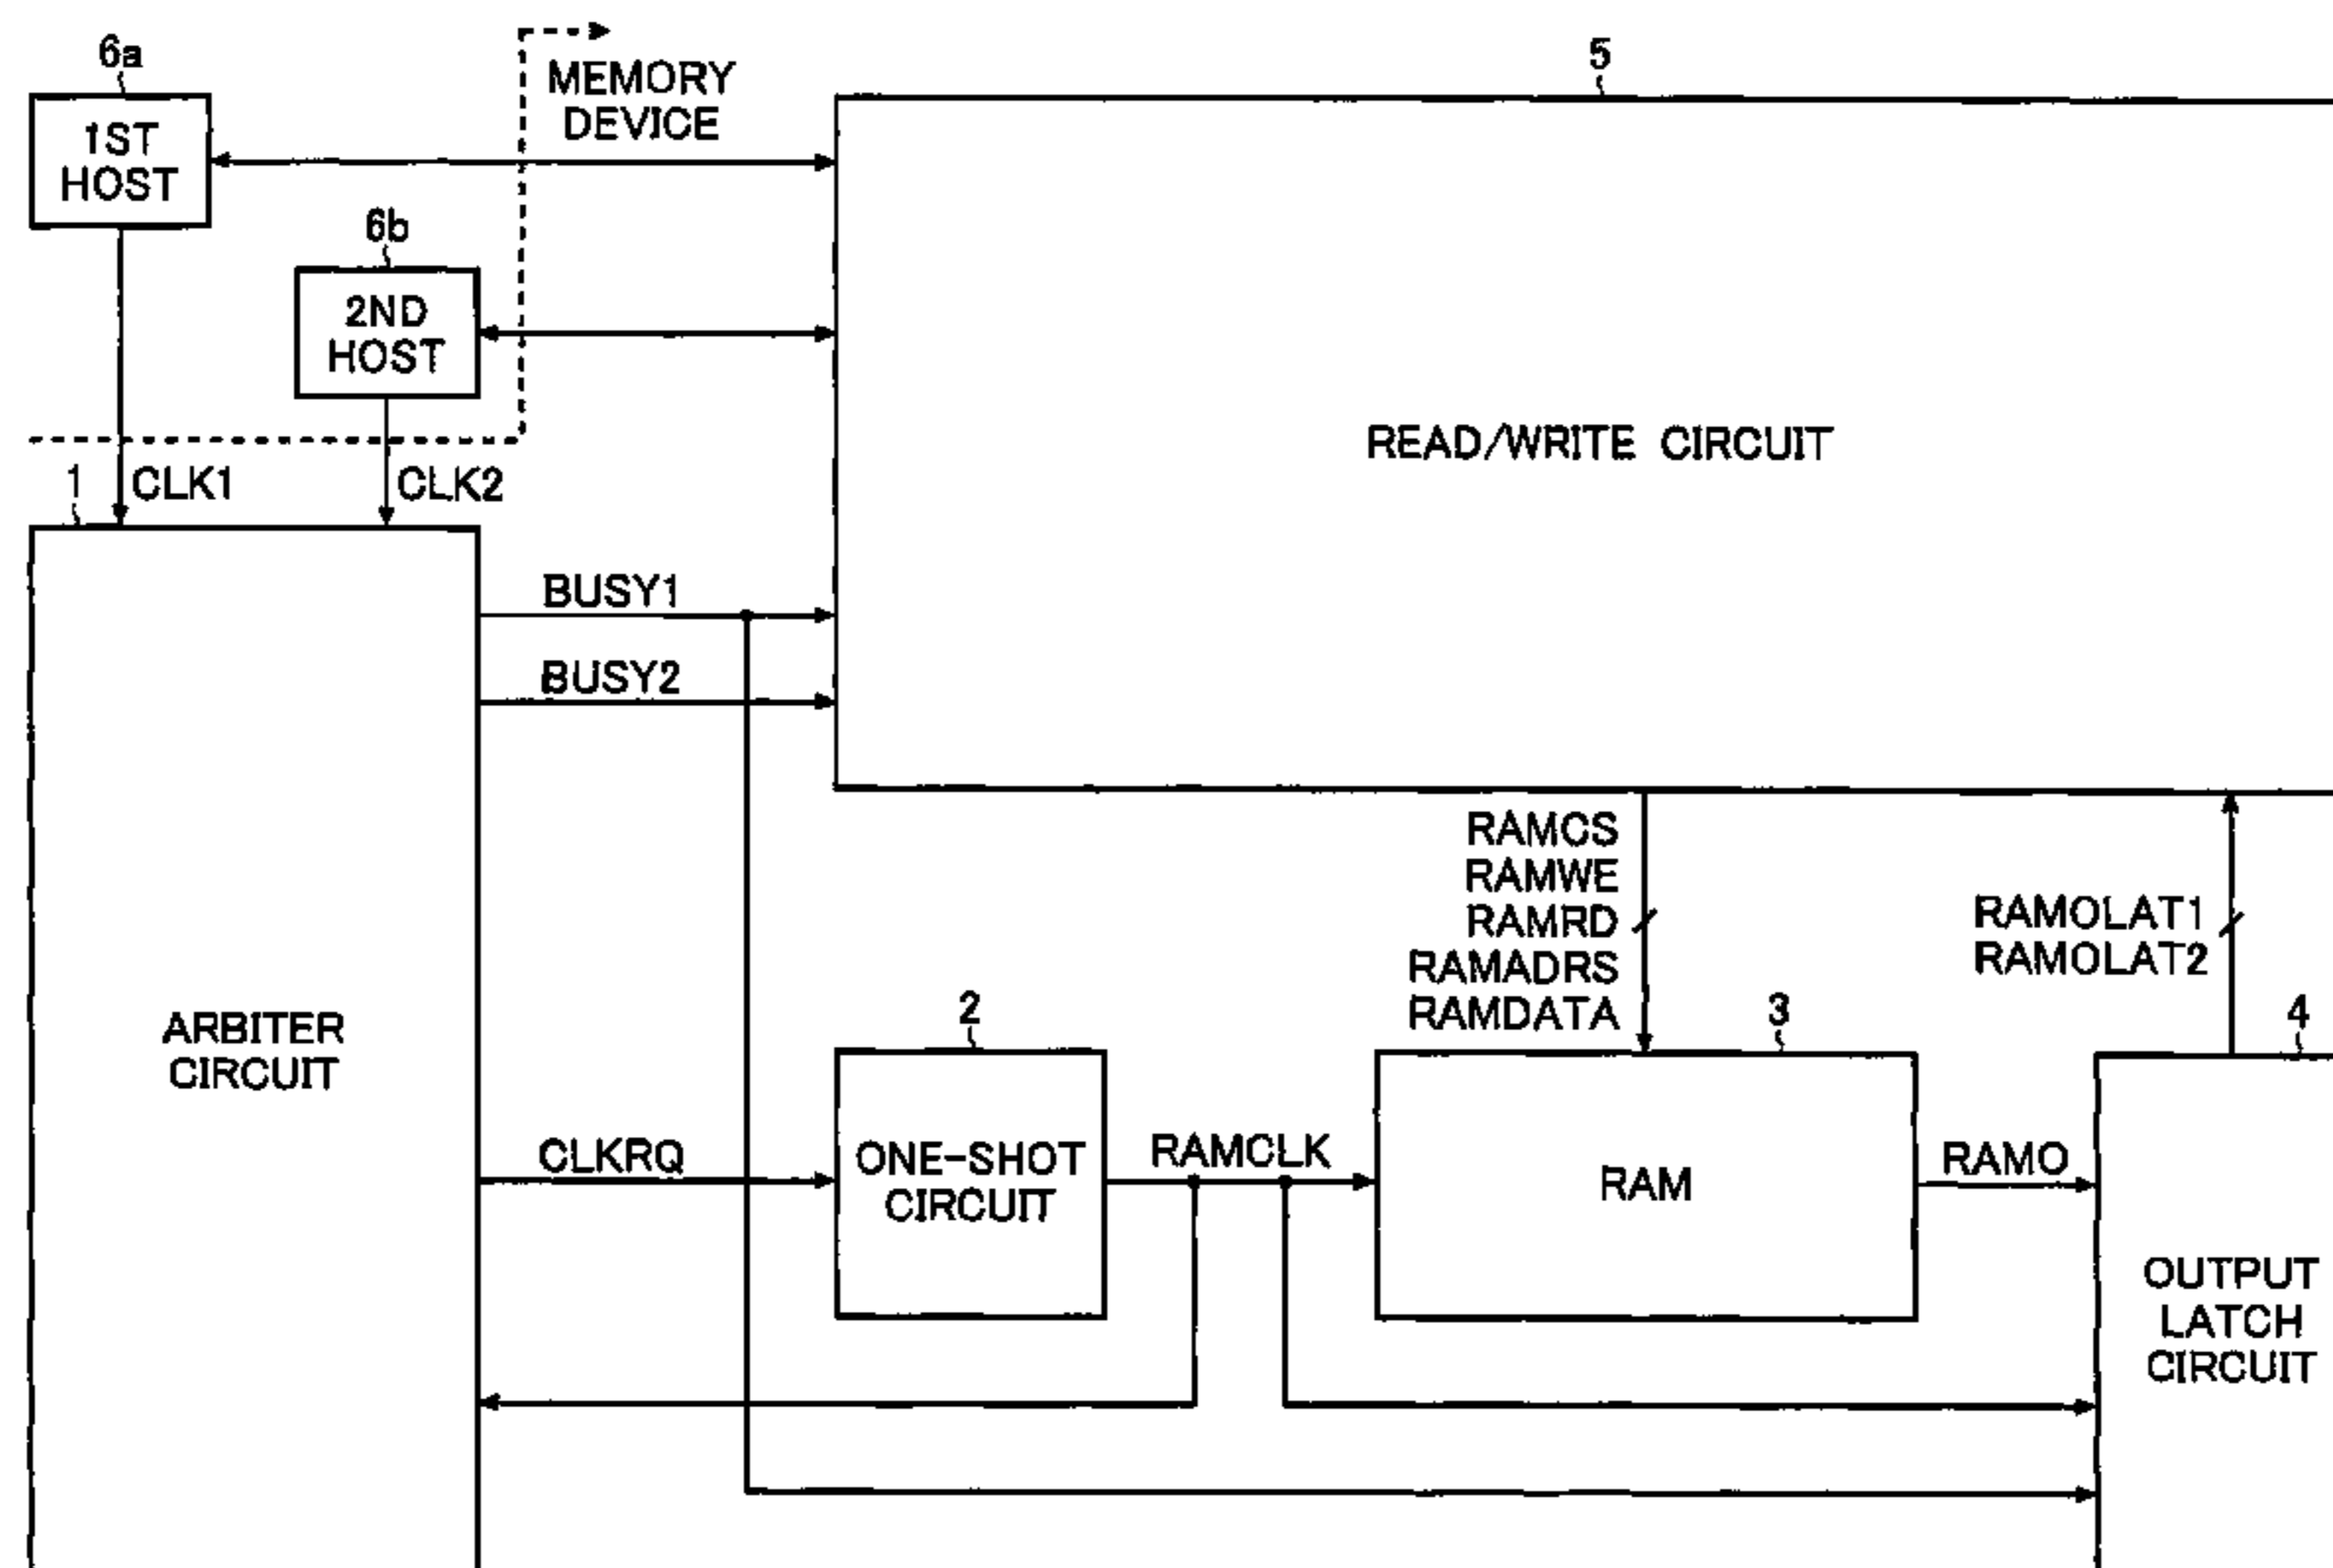 6a
MEMORY
DEVICE
5
1ST
HOST
6b
2ND
HOST
READ/WRITE CIRCUIT
1
CLK1
CLK2
BUSY1
BUSY2
RAMCS
RAMWE
RAMRD
RAMADRS
RAMDATA
RAMOLAT1
RAMOLAT2
ARBITER
CIRCUIT
2
3
4
CLKRQ
ONE-SHOT
CIRCUIT
RAMCLK
RAM
RAMO
OUTPUT
LATCH
CIRCUIT